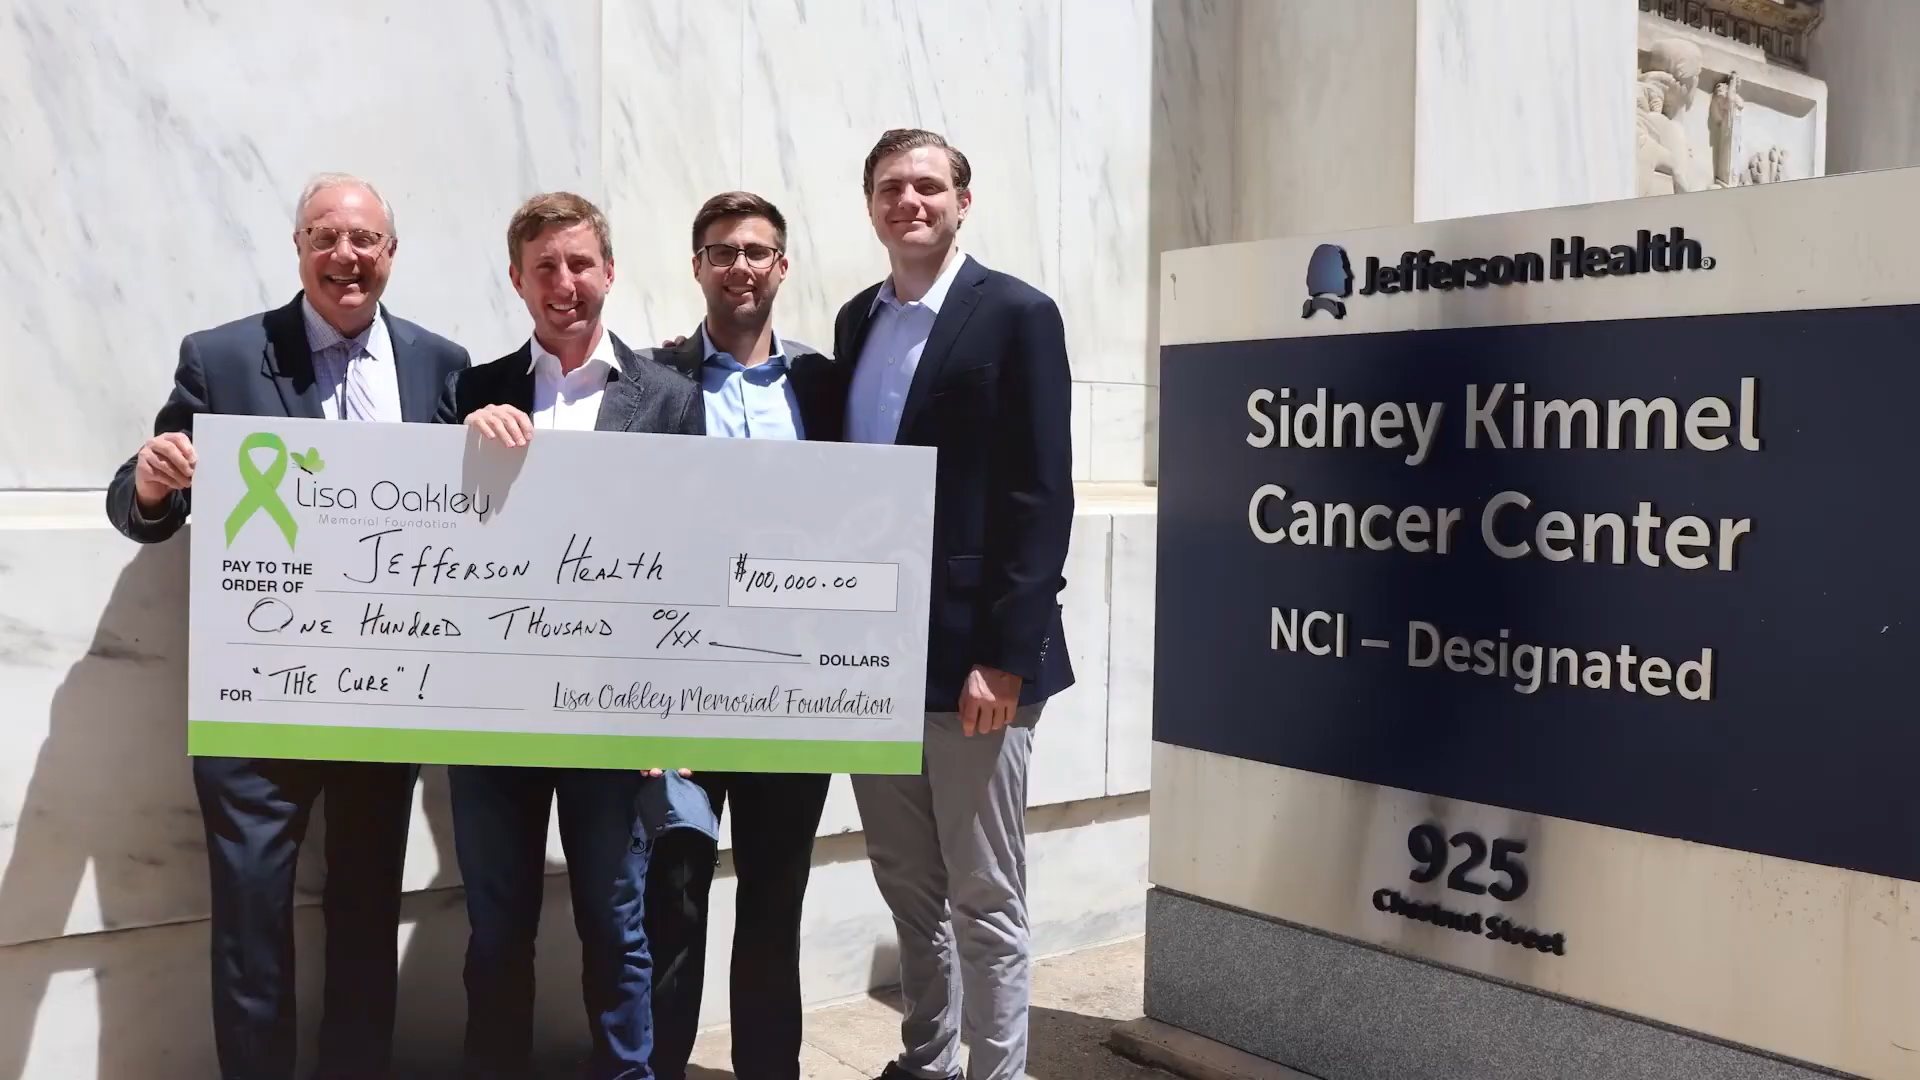 Lisa Oakley
Memorial Foundation
PAY TO THE
ORDER OF
Jefferson Health
$100,000.00
One Hundred Thousand 00/xx
DOLLARS
FOR
"The Cure"!
Lisa Oakley Memorial Foundation
Jefferson Health®
Sidney Kimmel
Cancer Center
NCI – Designated
925
Chestnut Street